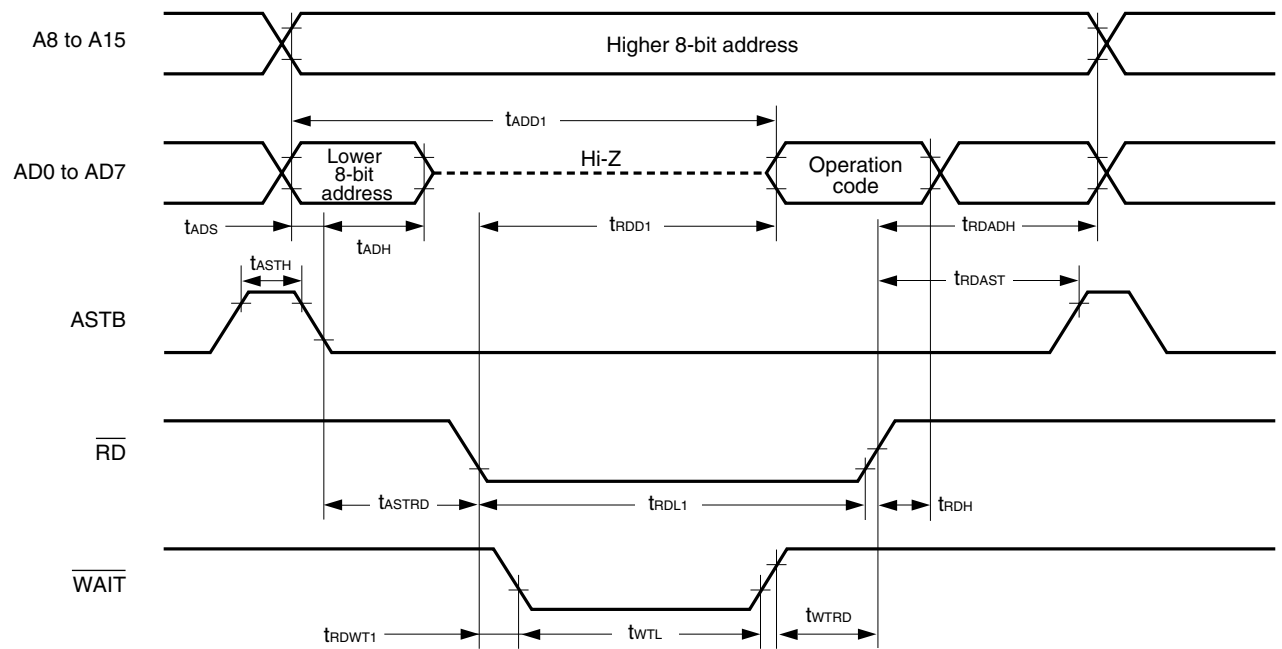 A8 to A15
Higher 8-bit address
tADD1
AD0 to AD7
Lower
8-bit
address
Hi-Z
Operation
code
tADS
tADH
tRDD1
tRDADH
tASTH
tRDAST
ASTB
RD
tASTRD
tRDL1
tRDH
WAIT
tRDWT1
tWTL
tWTRD